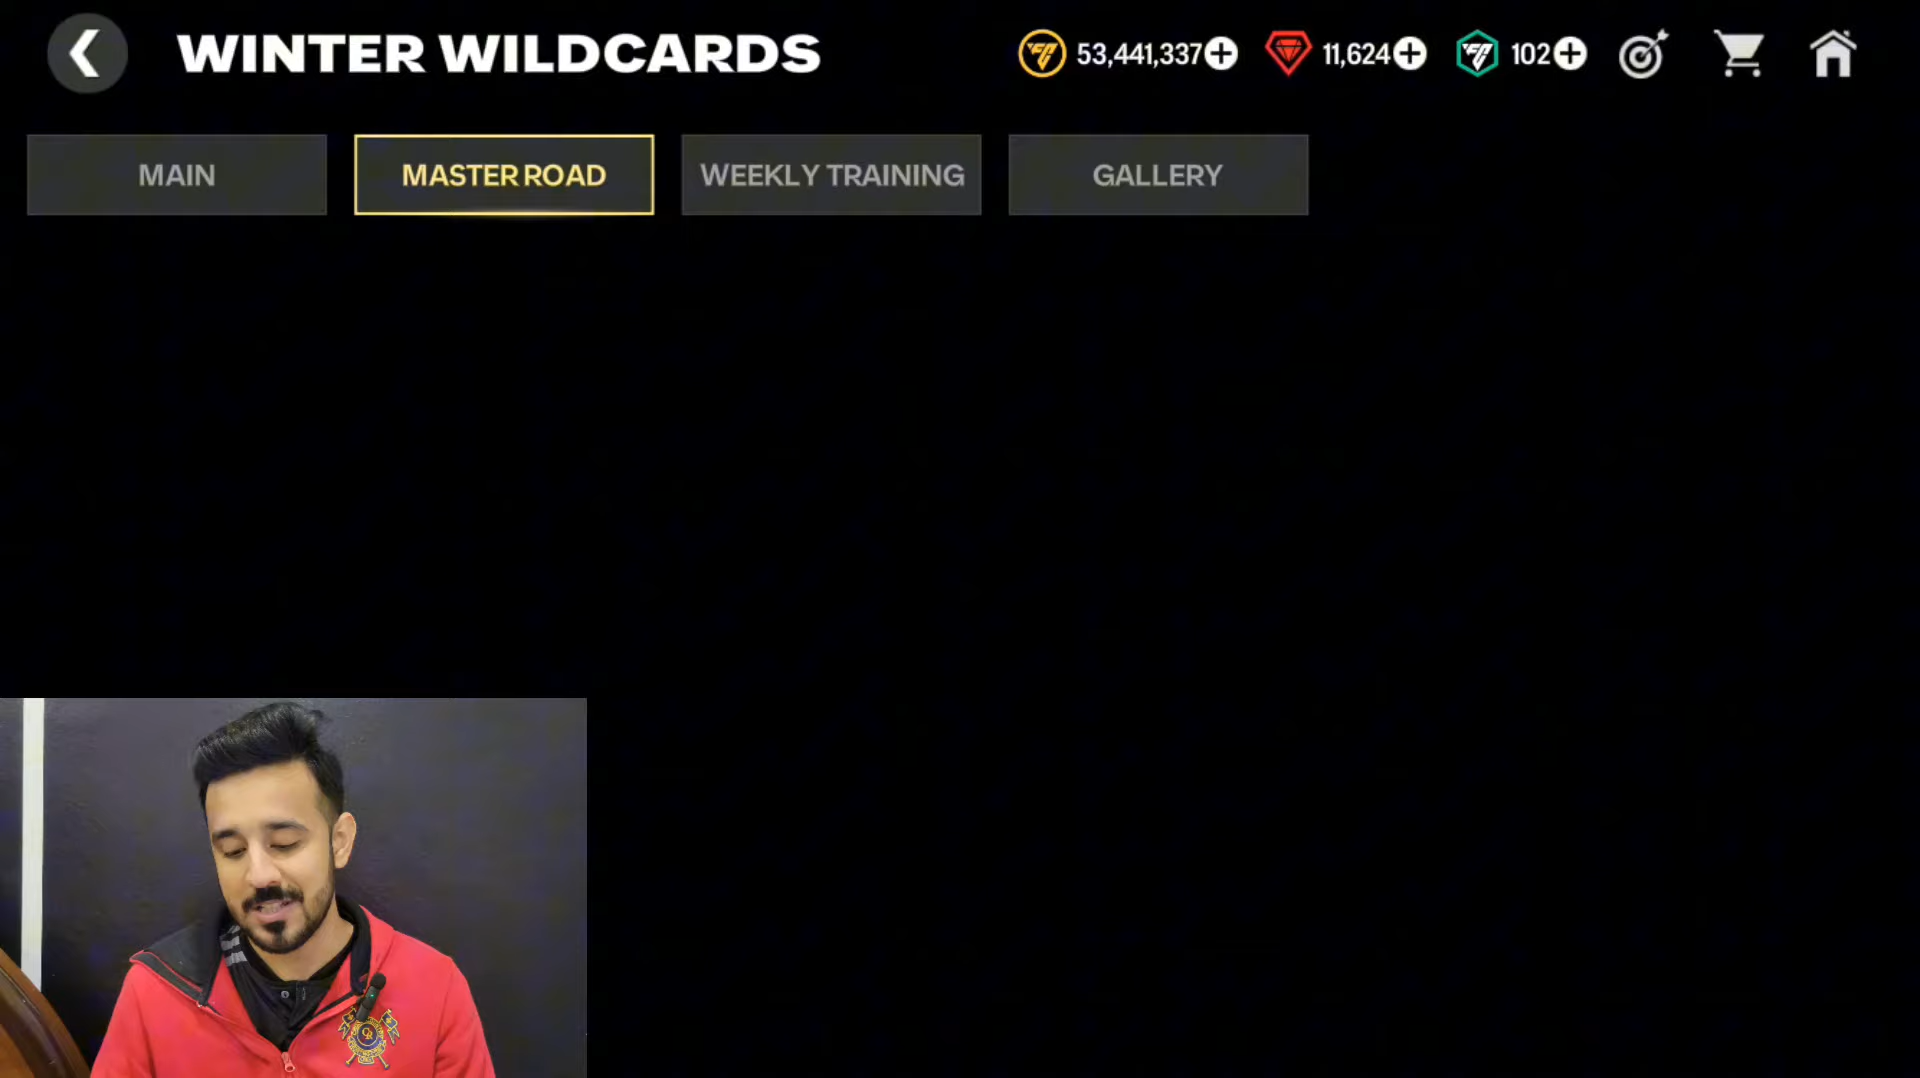 WINTER WILDCARDS
53,441,337
11,624
102
MAIN
MASTER ROAD
WEEKLY TRAINING
GALLERY